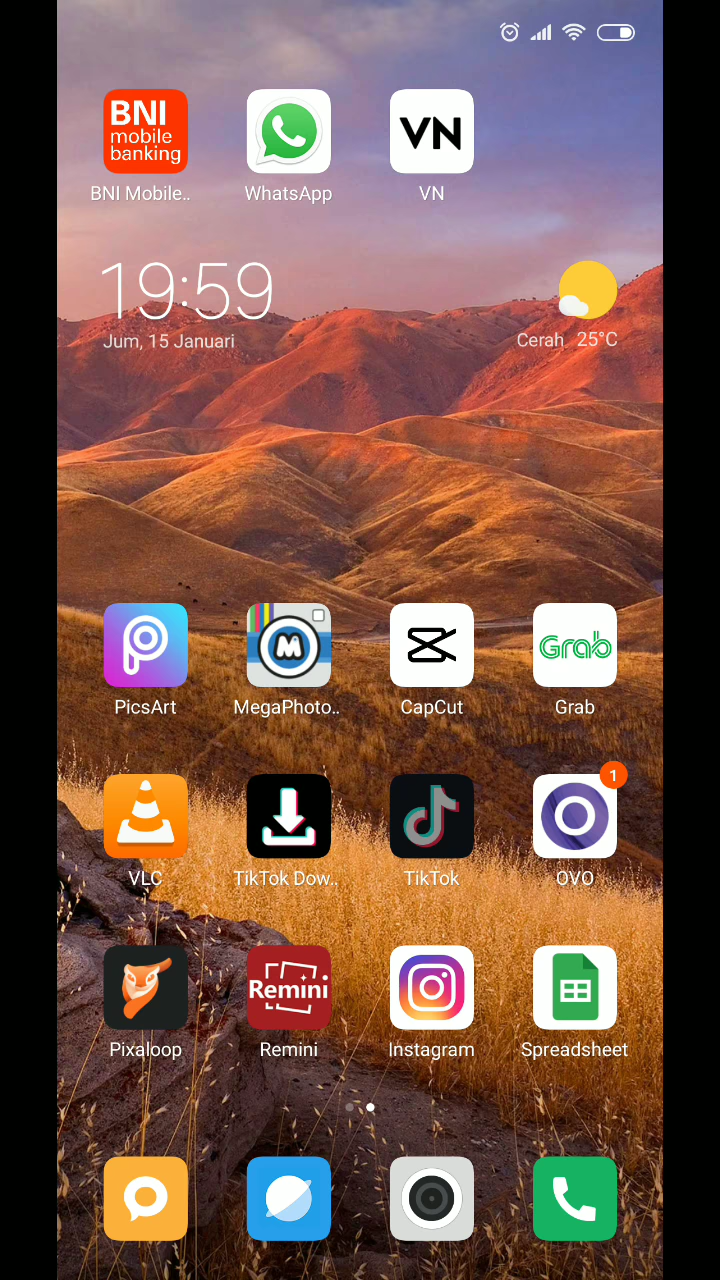 BNI
mobile
banking
VN
BNI Mobile..
WhatsApp
VN
19:59
Jum, 15 Januari
Cerah 25°C
M
Grab
PicsArt
MegaPhoto..
CapCut
Grab
1
VLC
TikTok Dow..
TikTok
OVO
Remini
Pixaloop
Remini
Instagram
Spreadsheet